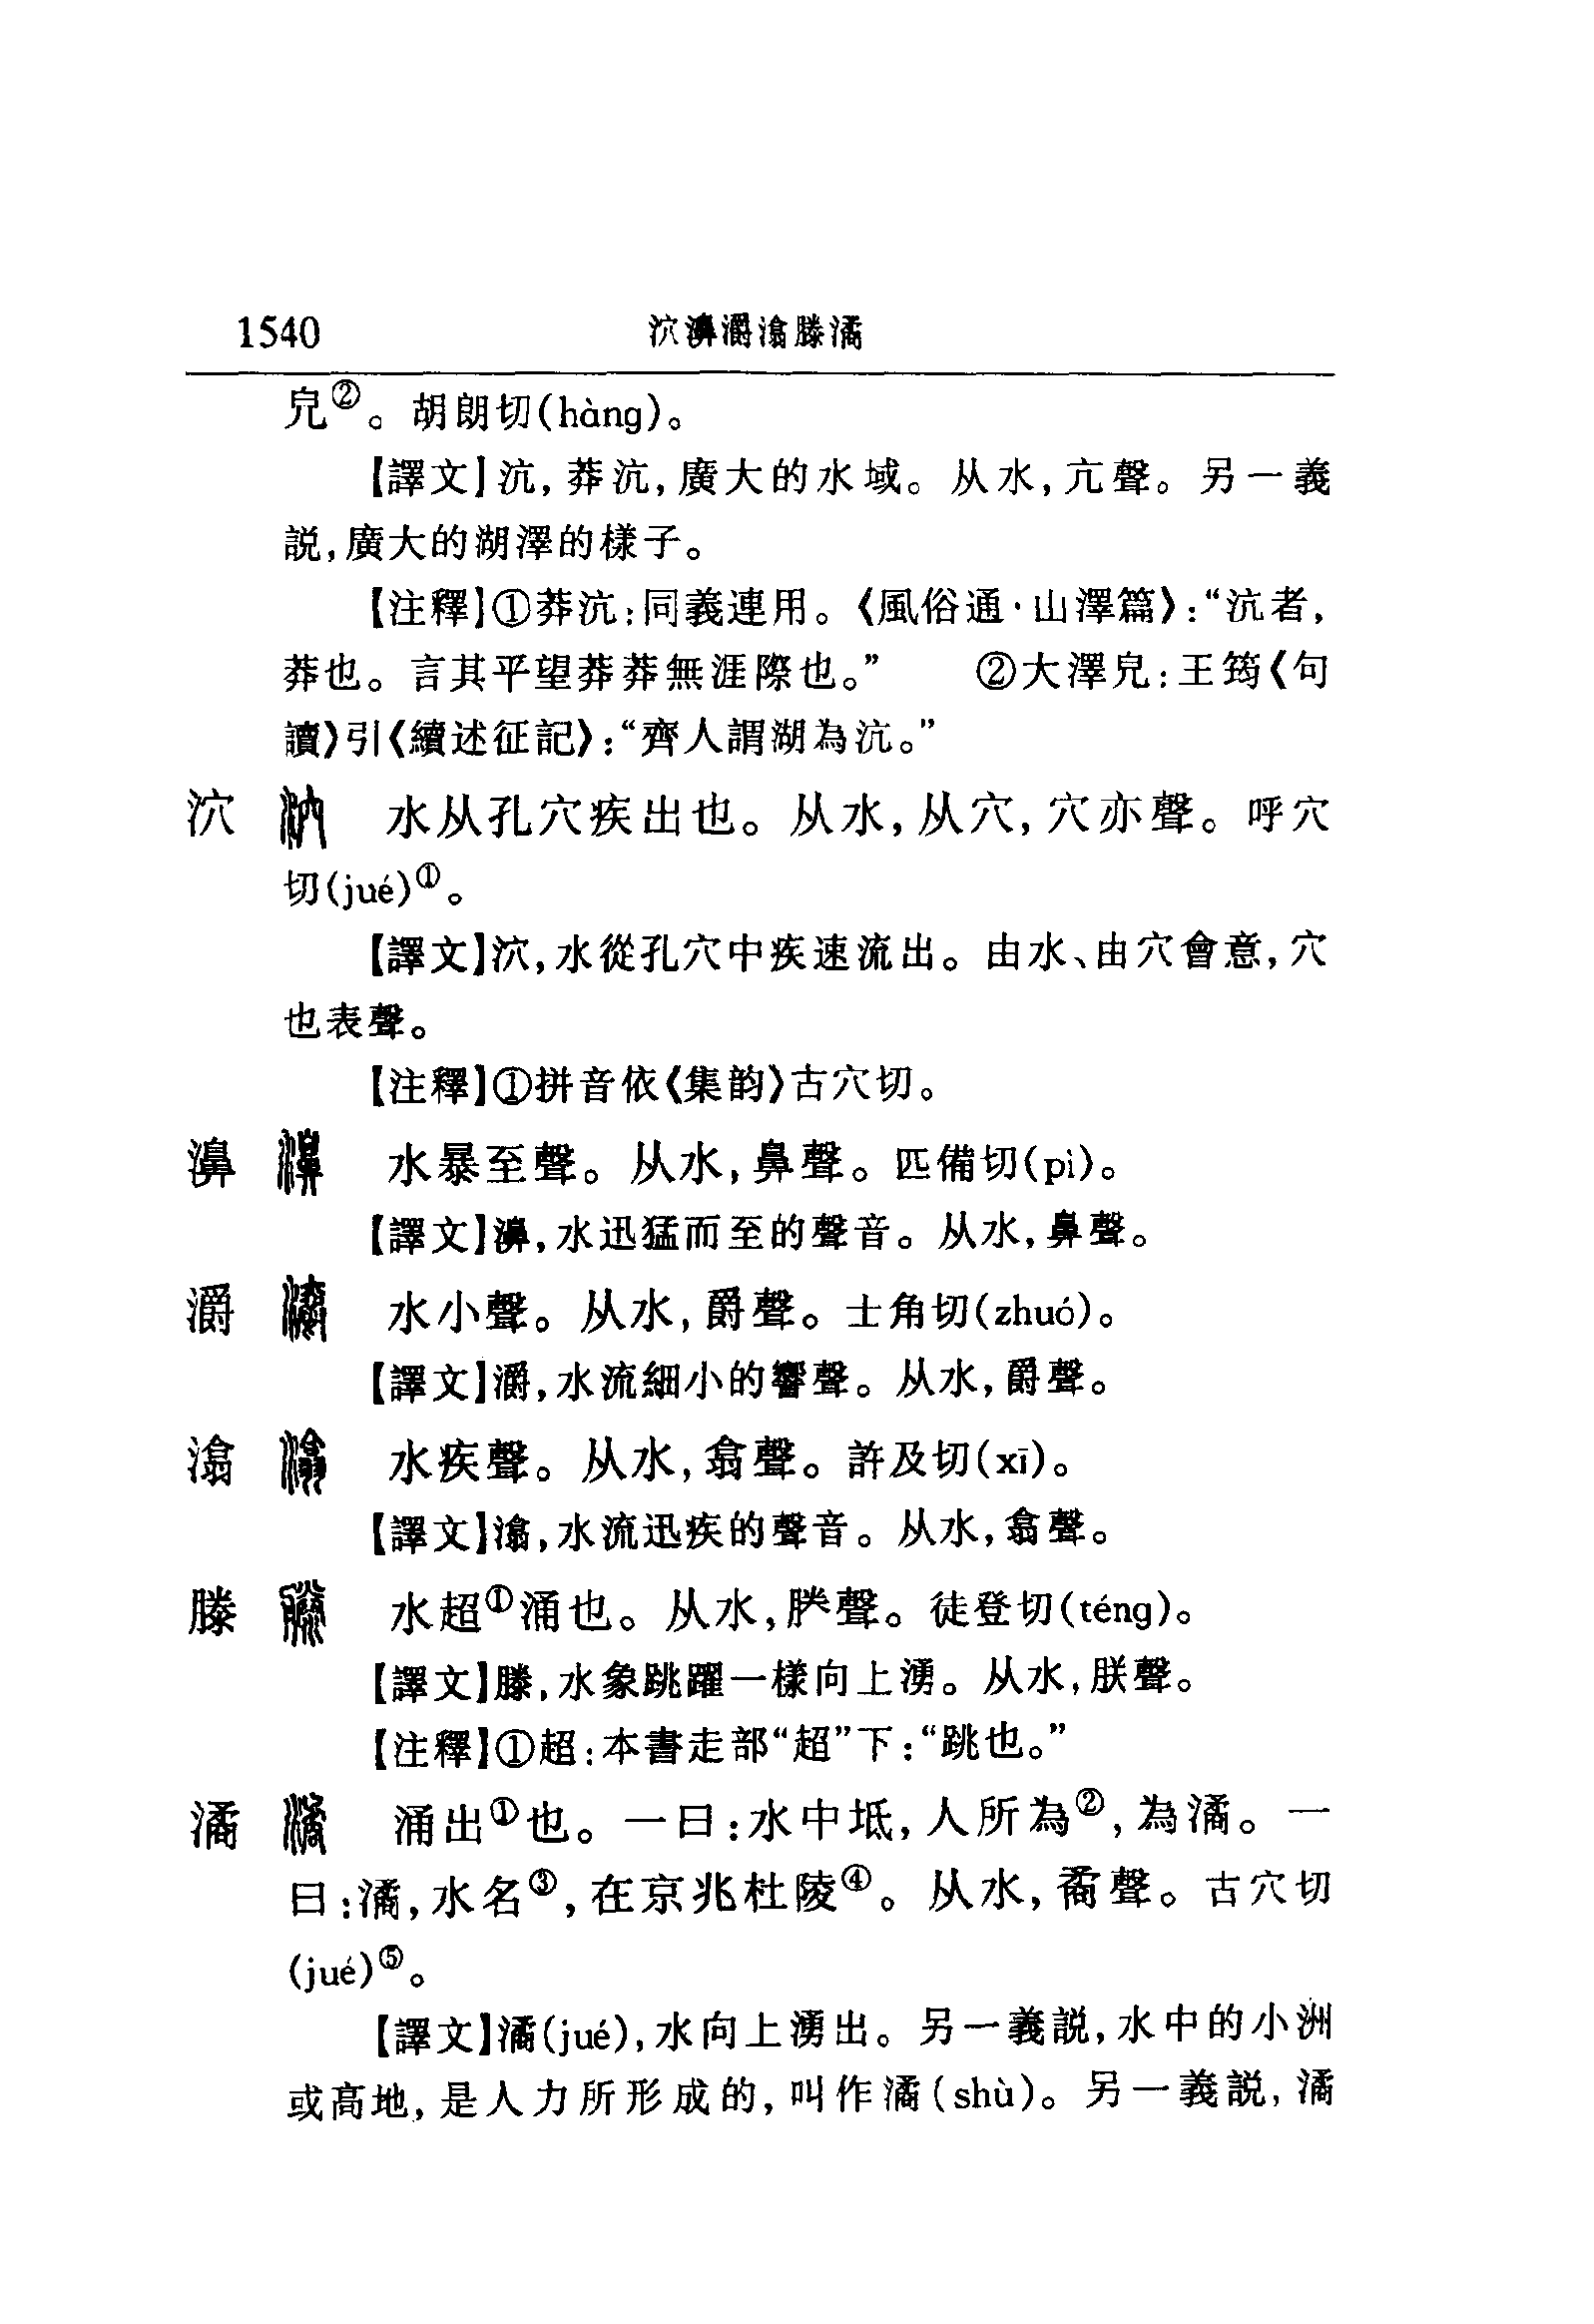 1540 泬濞灂潝滕潏
皃②。胡朗切(hàng)。
【譯文】沆,莽沆,廣大的水域。从水,亢聲。另一義
説,廣大的湖澤的樣子。
【注釋】①莽沆:同義連用。《風俗通·山澤篇》:“沆者,
莽也。言其平望莽莽無涯際也。” ②大澤皃:王筠《句
讀》引《續述征記》:“齊人謂湖為沆。”
泬 水从孔穴疾出也。从水,从穴,穴亦聲。呼穴
切(jué)①。
【譯文】泬,水從孔穴中疾速流出。由水、由穴會意,穴
也表聲。
【注釋】①拼音依《集韵》古穴切。
濞 水暴至聲。从水,鼻聲。匹備切(pì)。
【譯文】濞,水迅猛而至的聲音。从水,鼻聲。
灂 水小聲。从水,爵聲。士角切(zhuó)。
【譯文】灂,水流細小的響聲。从水,爵聲。
潝 水疾聲。从水,翕聲。許及切(xī)。
【譯文】潝,水流迅疾的聲音。从水,翕聲。
滕 水超①涌也。从水,朕聲。徒登切(téng)。
【譯文】滕,水象跳躍一樣向上湧。从水,朕聲。
【注釋】①超:本書走部“超”下:“跳也。”
潏 涌出①也。一曰:水中坻,人所為②,為潏。一
曰:潏,水名③,在京兆杜陵④。从水,矞聲。古穴切
(jué)⑤。
【譯文】潏(jué),水向上湧出。另一義説,水中的小洲
或高地,是人力所形成的,叫作潏(shù)。另一義説,潏